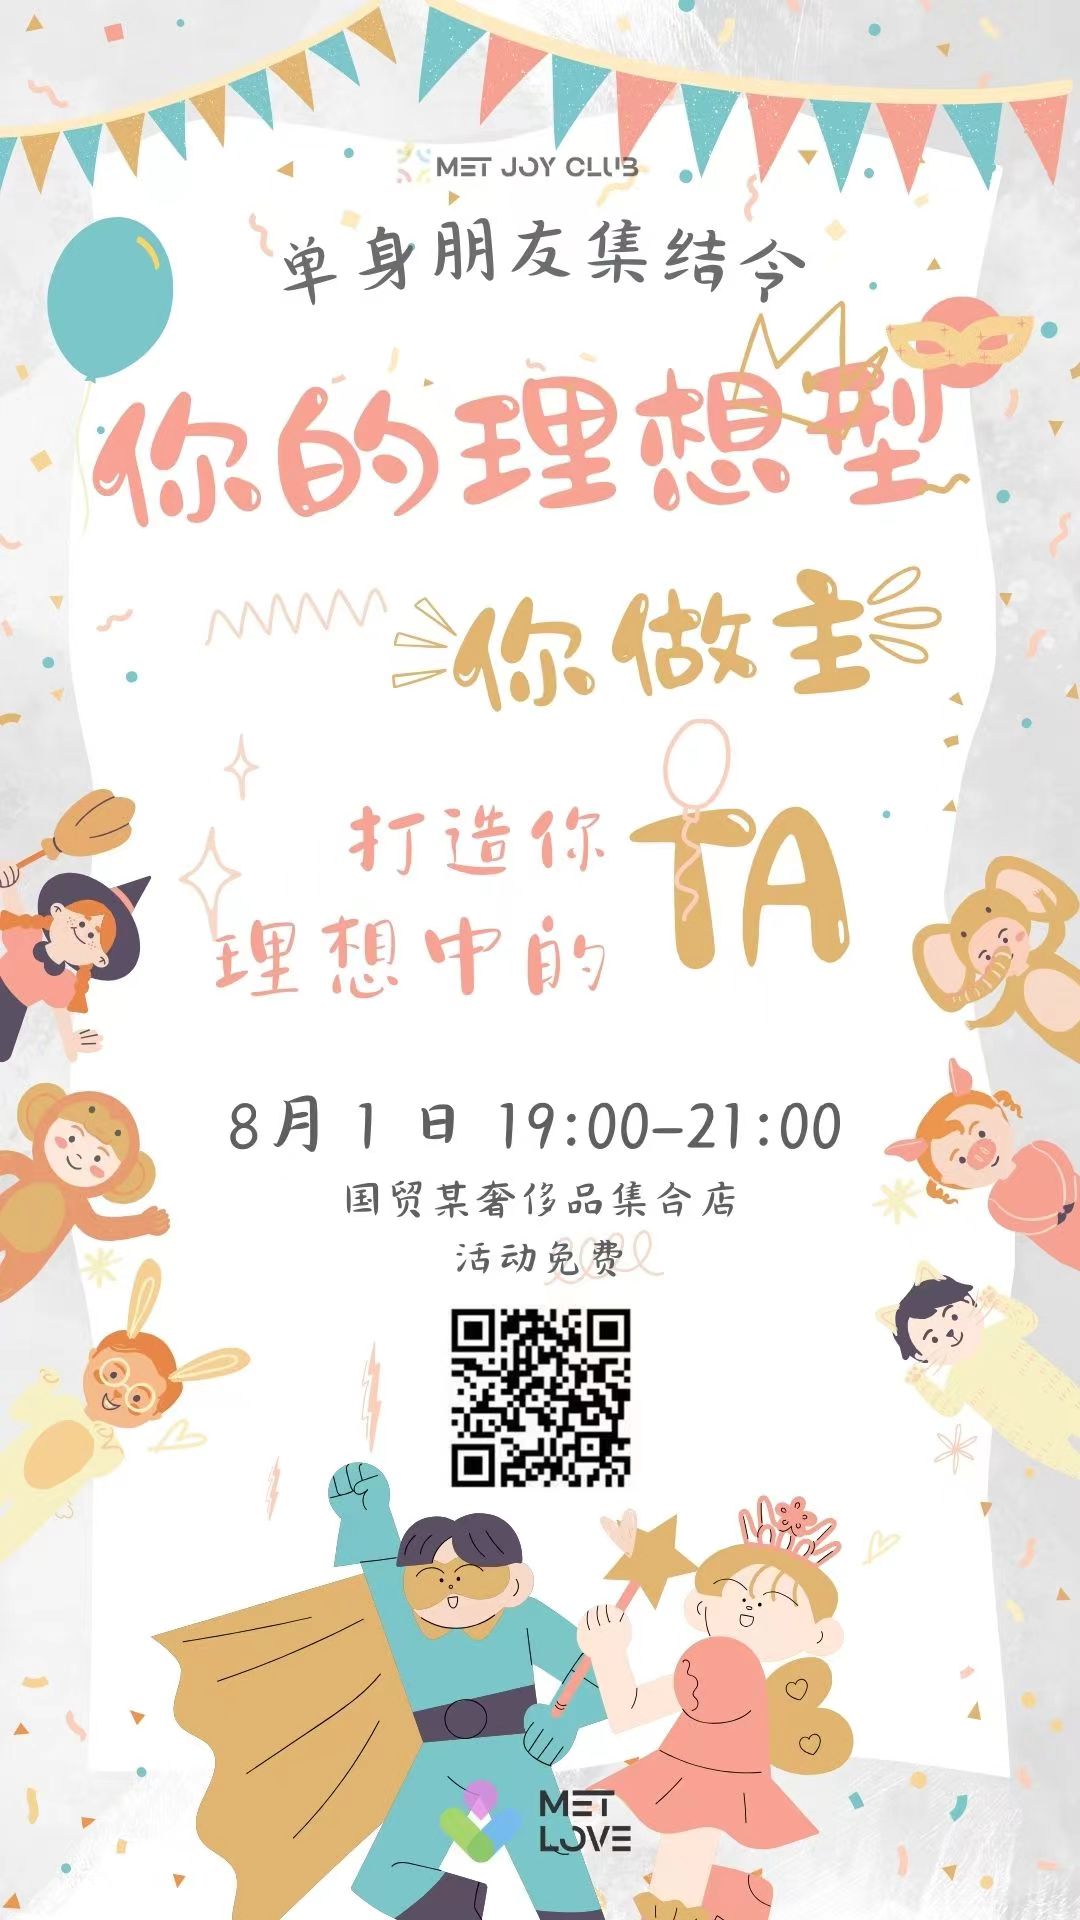 MET JOY CLUB
单身朋友集结令
你的理想型
你做主
打造你
理想中的
TA
8月1日 19:00-21:00
国贸某奢侈品集合店
活动免费
MET
LOVE